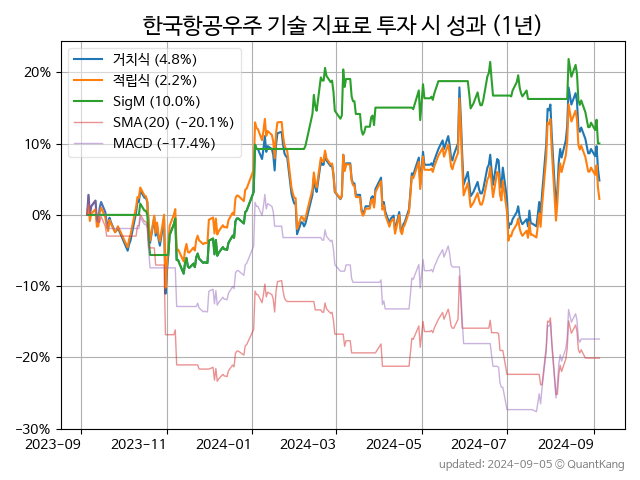 한국항공우주 기술 지표로 투자 시 성과 (1년)
거치식 (4.8%)
적립식 (2.2%)
SigM (10.0%)
SMA(20) (−20.1%)
MACD (−17.4%)
20%
10%
0%
−10%
−20%
−30%
2023-09
2023-11
2024-01
2024-03
2024-05
2024-07
2024-09
updated: 2024-09-05 ⓒ QuantKang